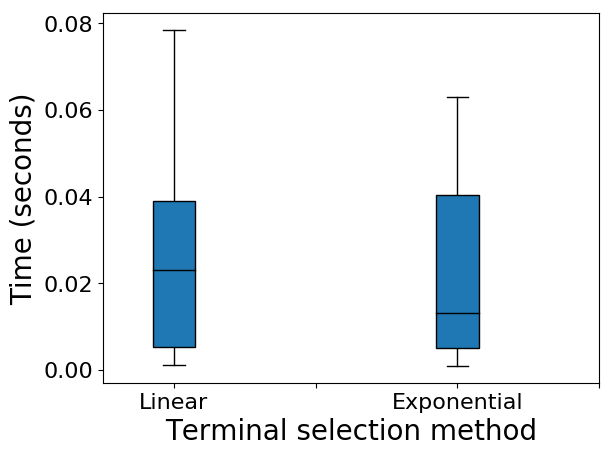 Time (seconds)
0.08
0.06
0.04
0.02
0.00
Linear
Exponential
Terminal selection method